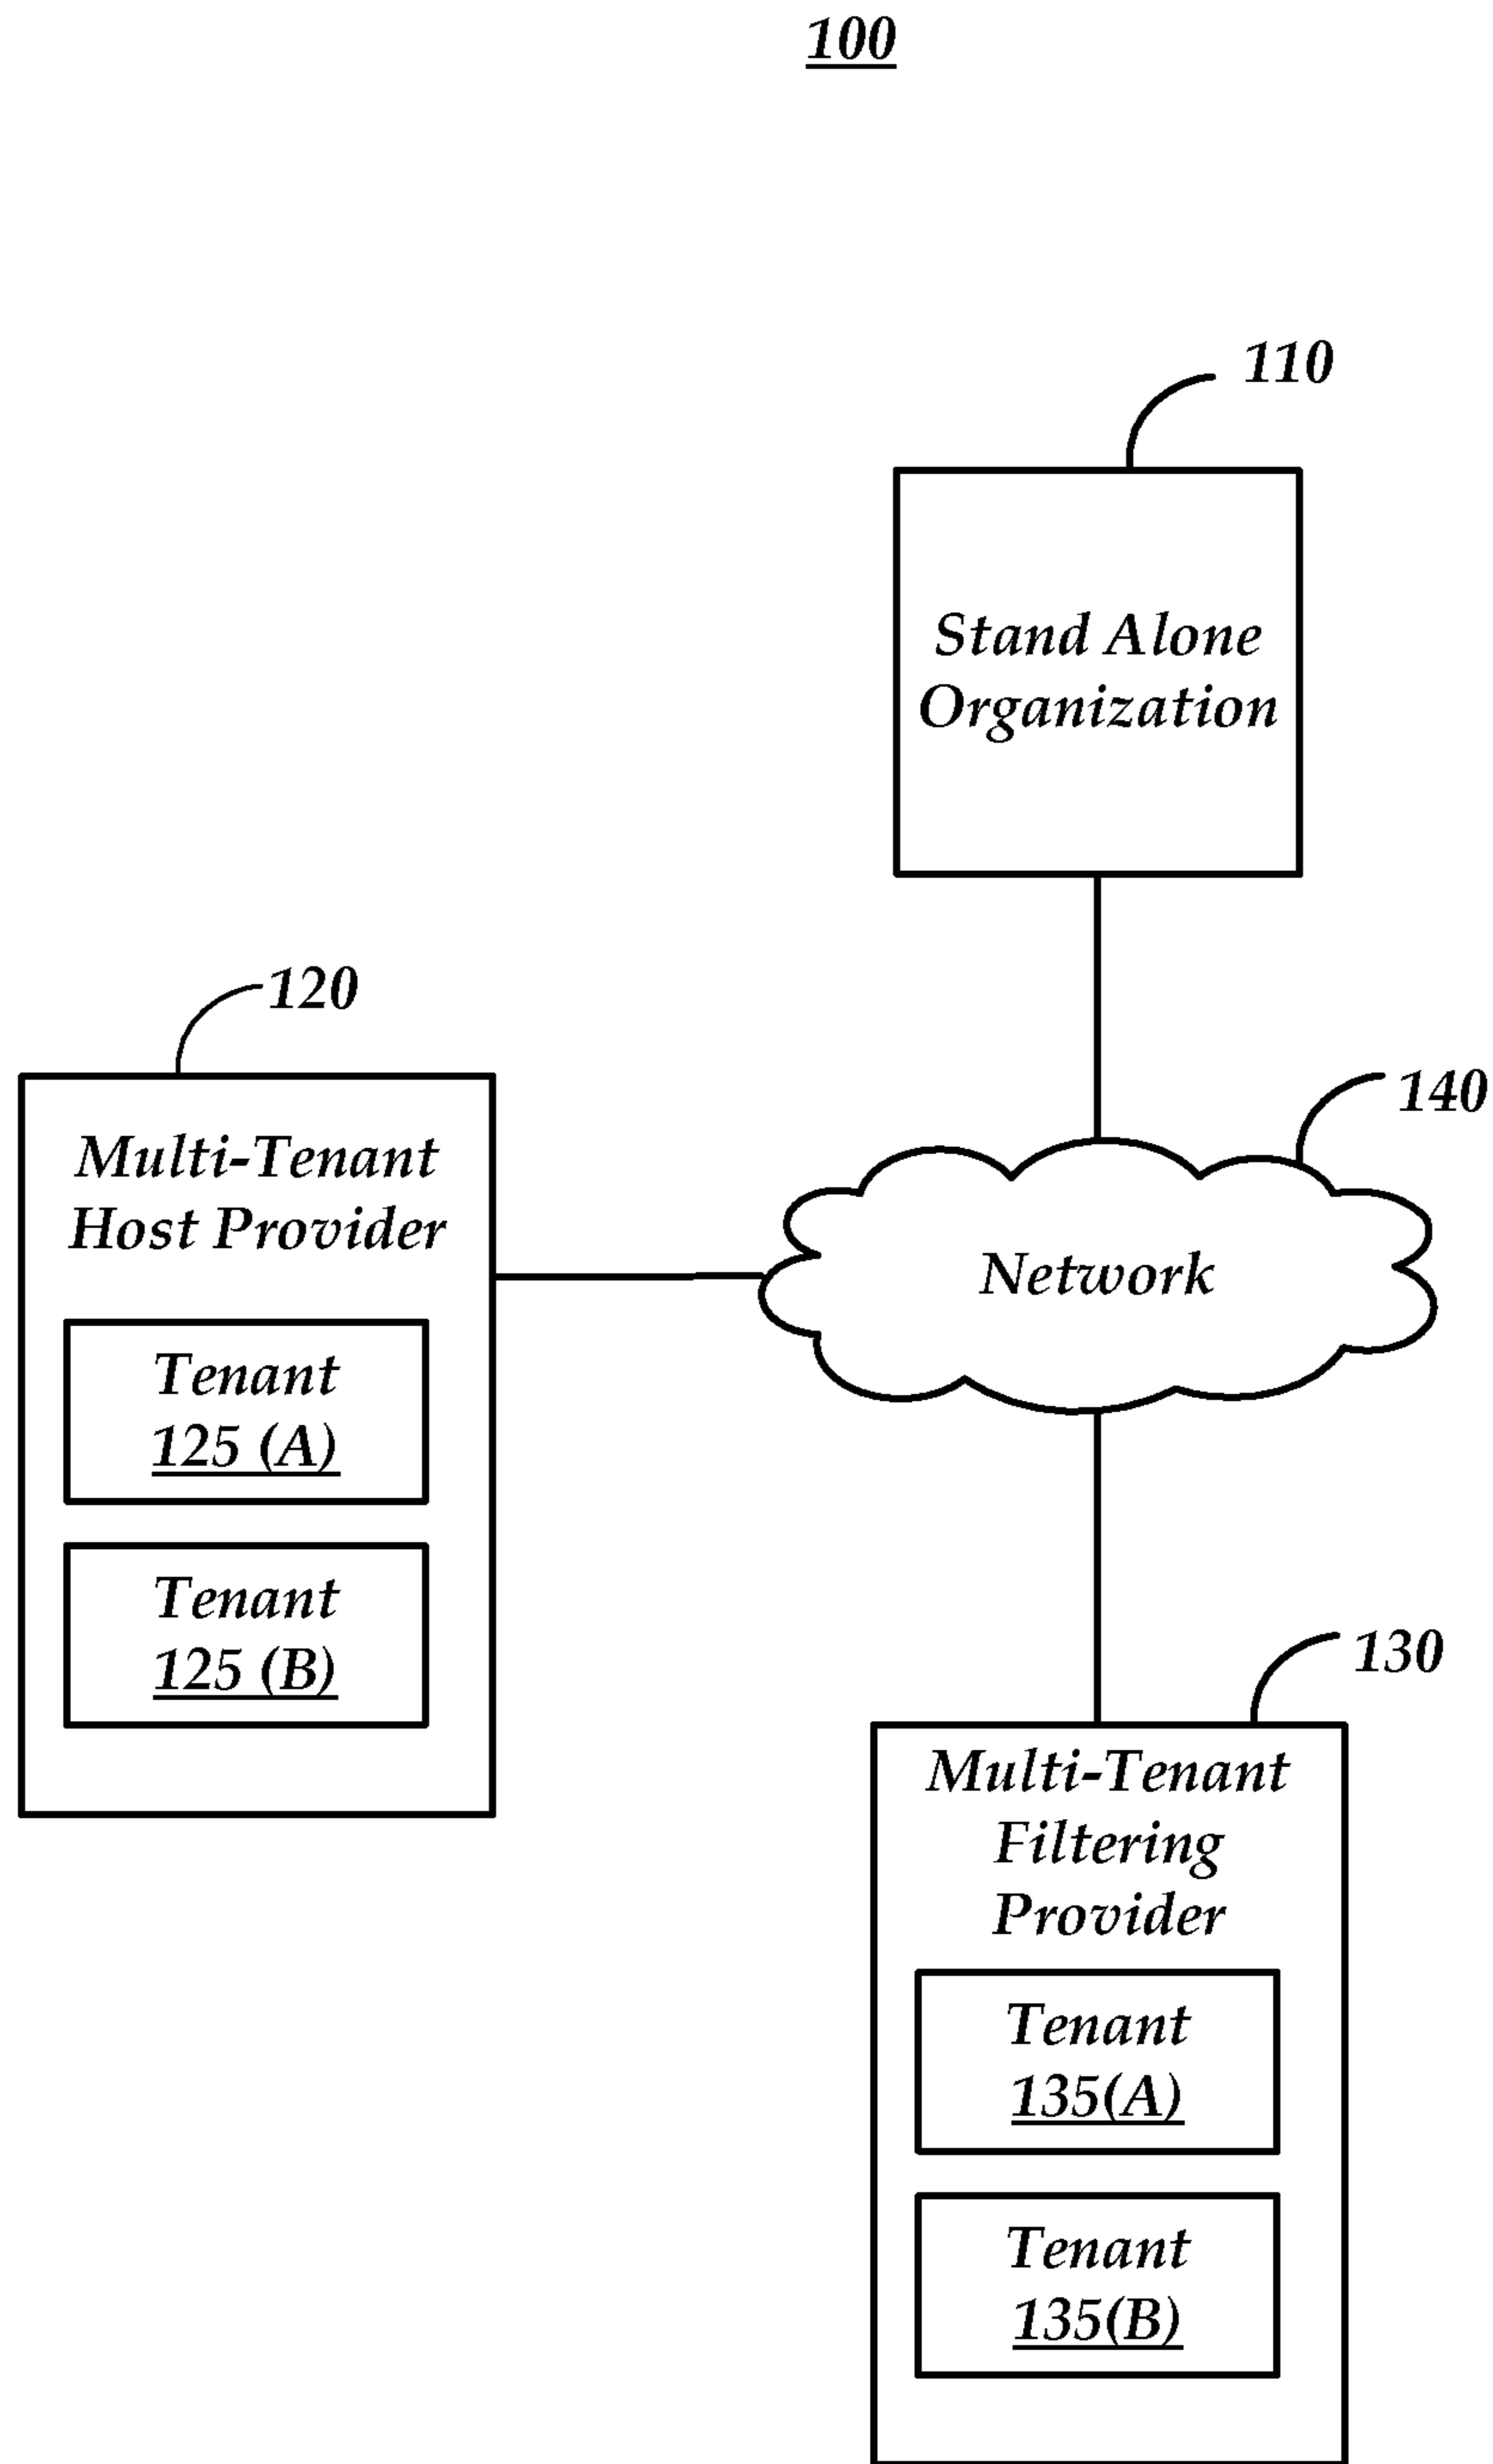 100
110
Stand Alone
Organization
120
140
Multi-Tenant
Host Provider
Network
Tenant
125 (A)
Tenant
125 (B)
130
Multi-Tenant
Filtering
Provider
Tenant
135(A)
Tenant
135(B)